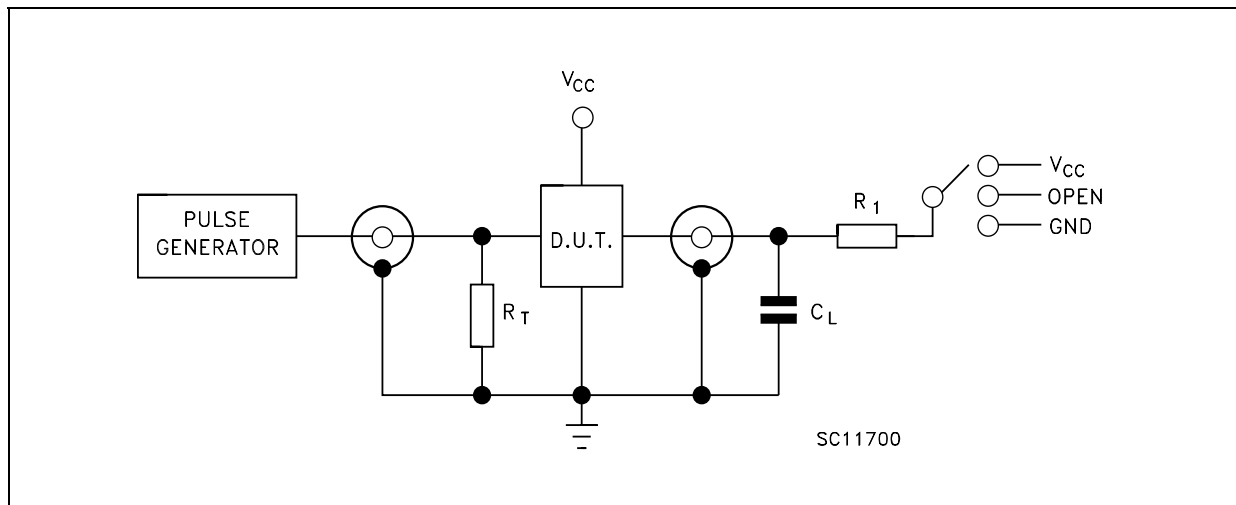 VCC
PULSE
GENERATOR
RT
D.U.T.
CL
R1
VCC
OPEN
GND
SC11700